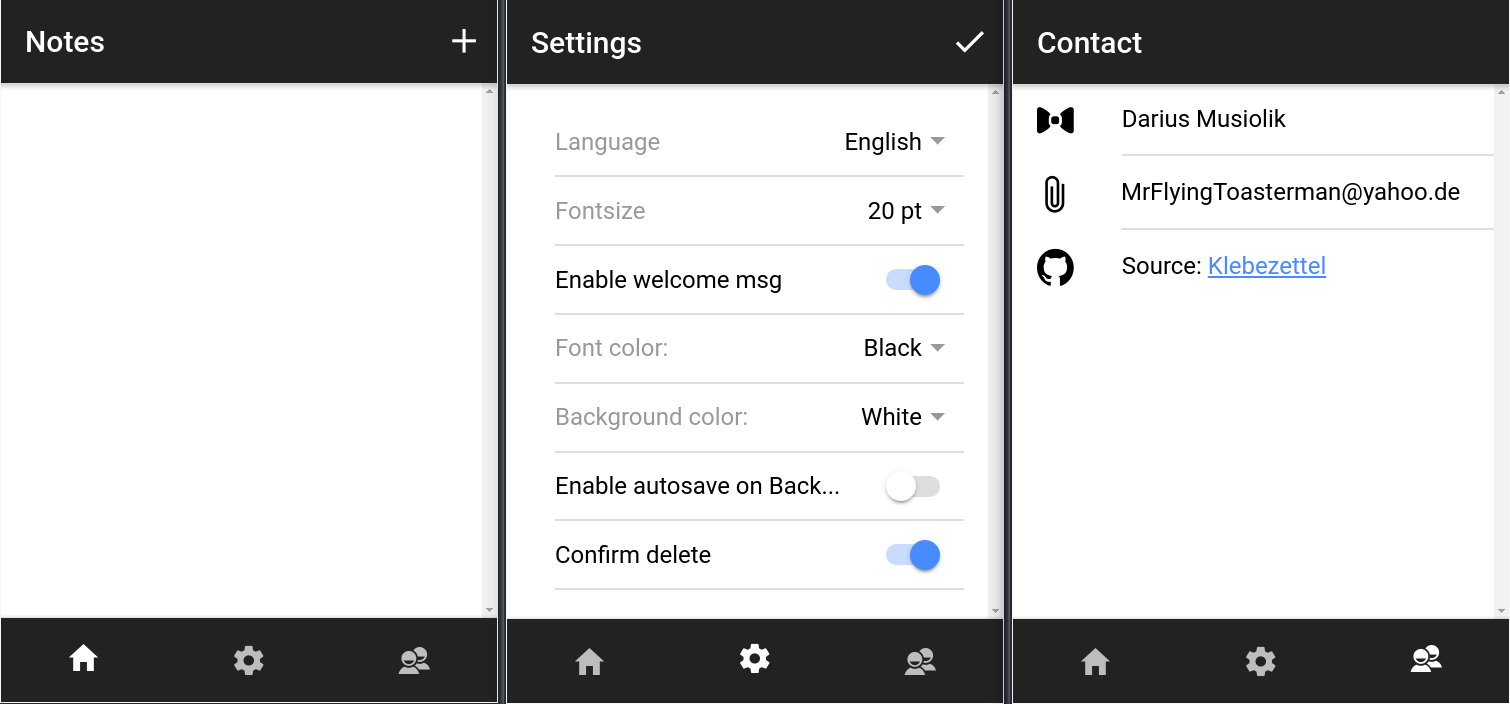 Notes
Settings
Language English
Fontsize 20 pt
Enable welcome msg
Font color: Black
Background color: White
Enable autosave on Back...
Confirm delete
Contact
Darius Musiolik
MrFlyingToasterman@yahoo.de
Source: Klebezettel